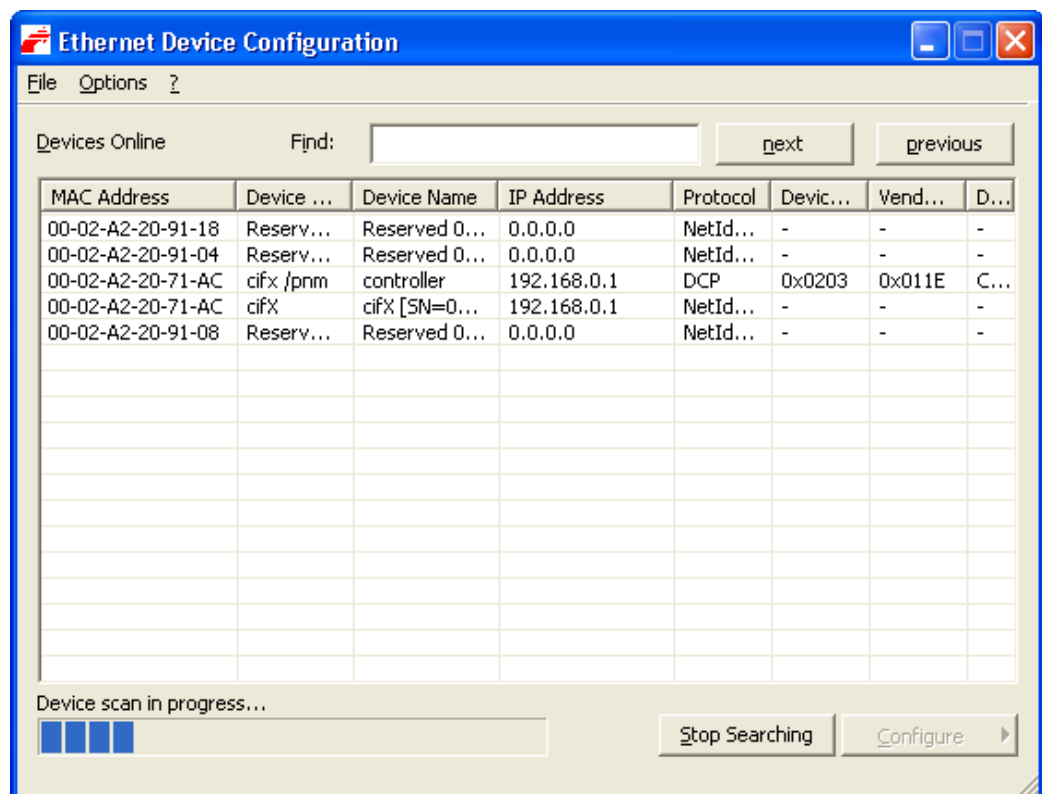 Ethernet Device Configuration
File Options ?
Devices Online Find: next previous
MAC Address Device ... Device Name IP Address Protocol Devic... Vend... D...
00-02-A2-20-91-18 Reserv... Reserved 0... 0.0.0.0 NetId... - - -
00-02-A2-20-91-04 Reserv... Reserved 0... 0.0.0.0 NetId... - - -
00-02-A2-20-71-AC cifx /pnm controller 192.168.0.1 DCP 0x0203 0x011E C...
00-02-A2-20-71-AC cifX cifX [SN=0... 192.168.0.1 NetId... - - -
00-02-A2-20-91-08 Reserv... Reserved 0... 0.0.0.0 NetId... - - -
Device scan in progress...
Stop Searching Configure